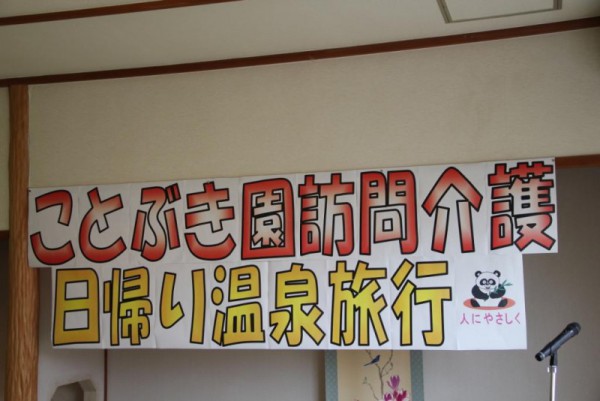 ことぶき園訪問介護
日帰り温泉旅行
人にやさしく